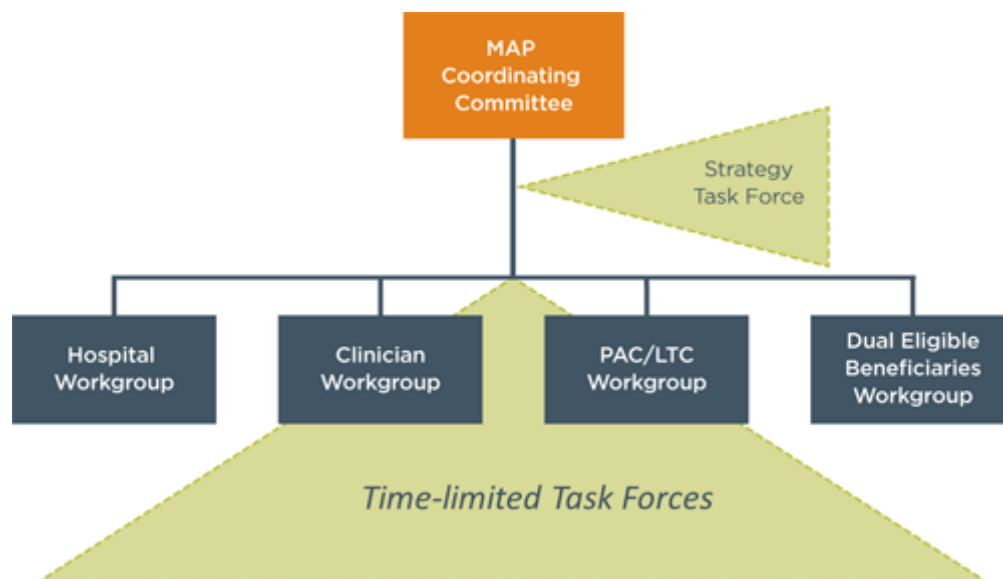 MAP
Coordinating
Committee
Strategy
Task Force
Hospital
Workgroup
Clinician
Workgroup
PAC/LTC
Workgroup
Dual Eligible
Beneficiaries
Workgroup
Time-limited Task Forces